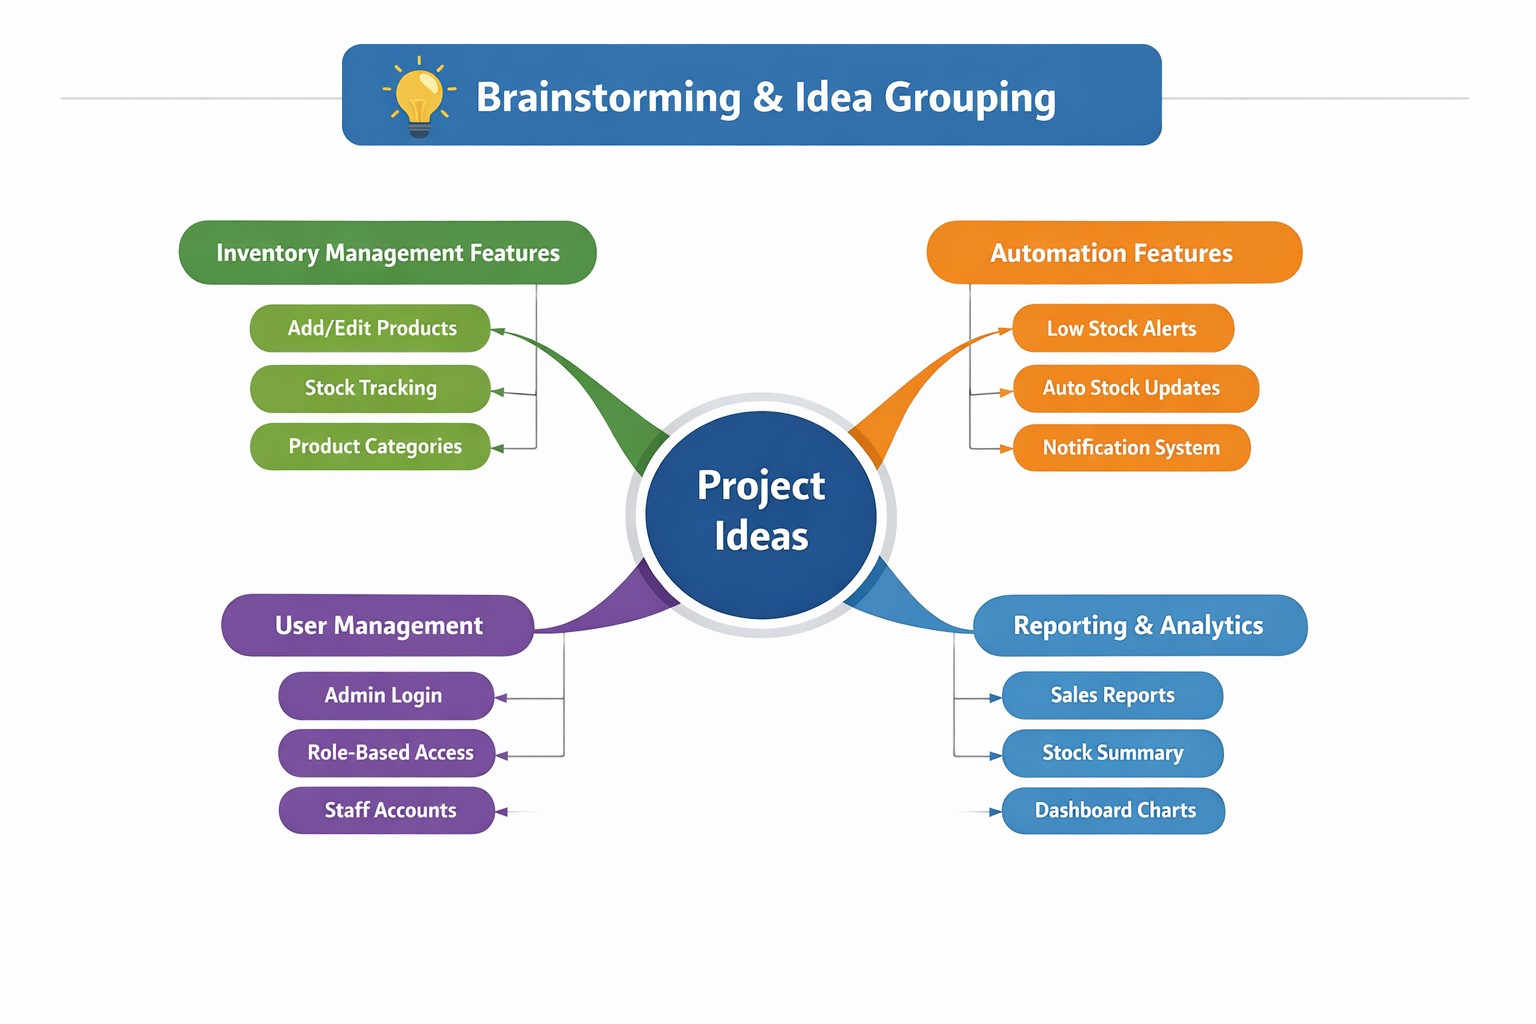 Brainstorming & Idea Grouping
Inventory Management Features
Add/Edit Products
Stock Tracking
Product Categories
Automation Features
Low Stock Alerts
Auto Stock Updates
Notification System
Project
Ideas
User Management
Admin Login
Role-Based Access
Staff Accounts
Reporting & Analytics
Sales Reports
Stock Summary
Dashboard Charts